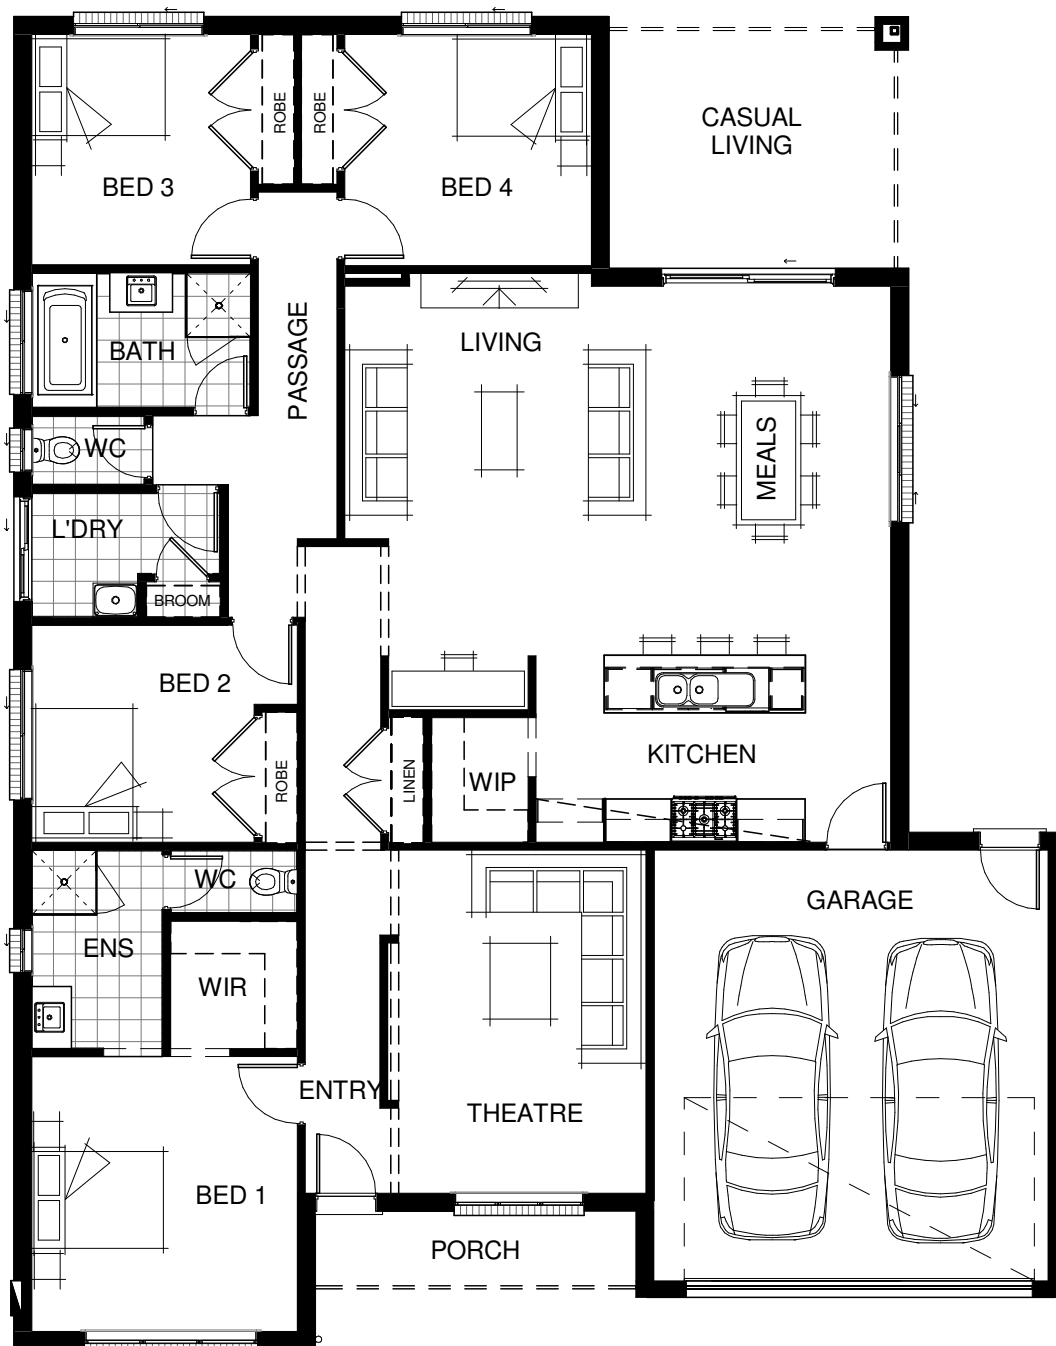 CASUAL
LIVING
ROBE
ROBE
BED 3
BED 4
PASSAGE
LIVING
BATH
MEALS
WC
L'DRY
BROOM
BED 2
KITCHEN
ROBE
LINEN
WIP
WC
GARAGE
ENS
WIR
ENTRY
THEATRE
BED 1
PORCH